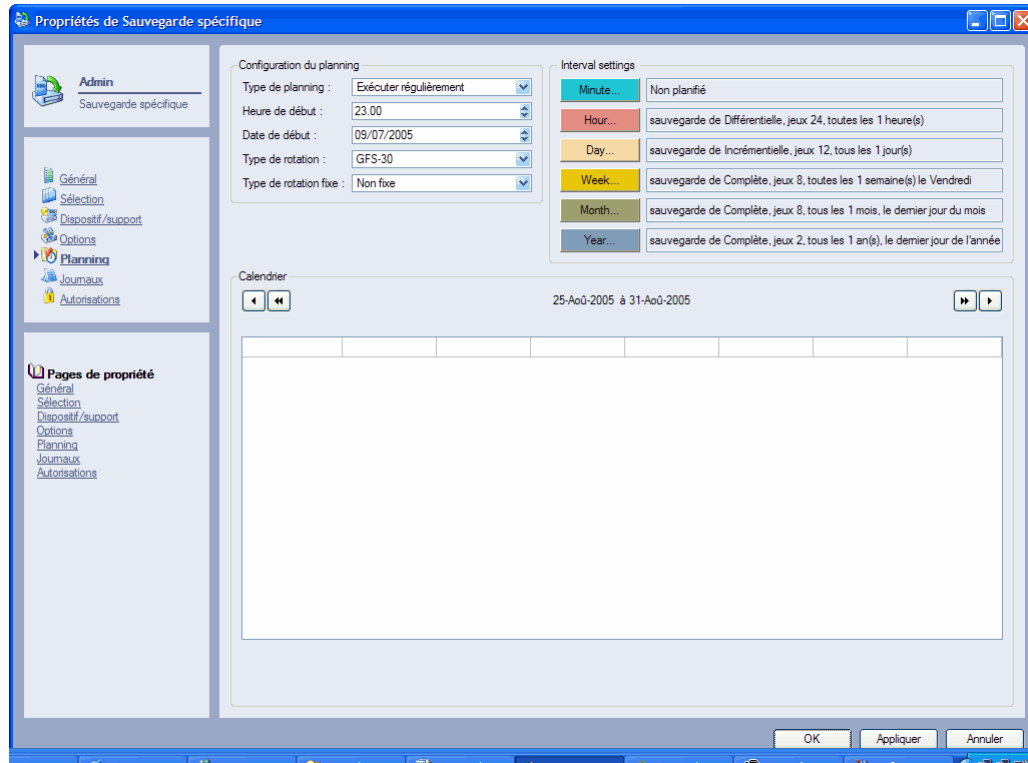 Propriétés de Sauvegarde spécifique
Admin
Sauvegarde spécifique
Général
Sélection
Dispositif/support
Options
Planning
Journaux
Autorisations
Pages de propriété
Général
Sélection
Dispositif/support
Options
Planning
Journaux
Autorisations
Configuration du planning
Type de planning : Exécuter régulièrement
Heure de début : 23.00
Date de début : 09/07/2005
Type de rotation : GFS-30
Type de rotation fixe : Non fixe
Interval settings
Minute... Non planifié
Hour... sauvegarde de Différentielle, jeux 24, toutes les 1 heure(s)
Day... sauvegarde de Incrémentielle, jeux 12, tous les 1 jour(s)
Week... sauvegarde de Complète, jeux 8, toutes les 1 semaine(s) le Vendredi
Month... sauvegarde de Complète, jeux 8, tous les 1 mois, le dernier jour du mois
Year... sauvegarde de Complète, jeux 2, tous les 1 an(s), le dernier jour de l'année
Calendrier
25-Aoû-2005 à 31-Aoû-2005
OK Appliquer Annuler